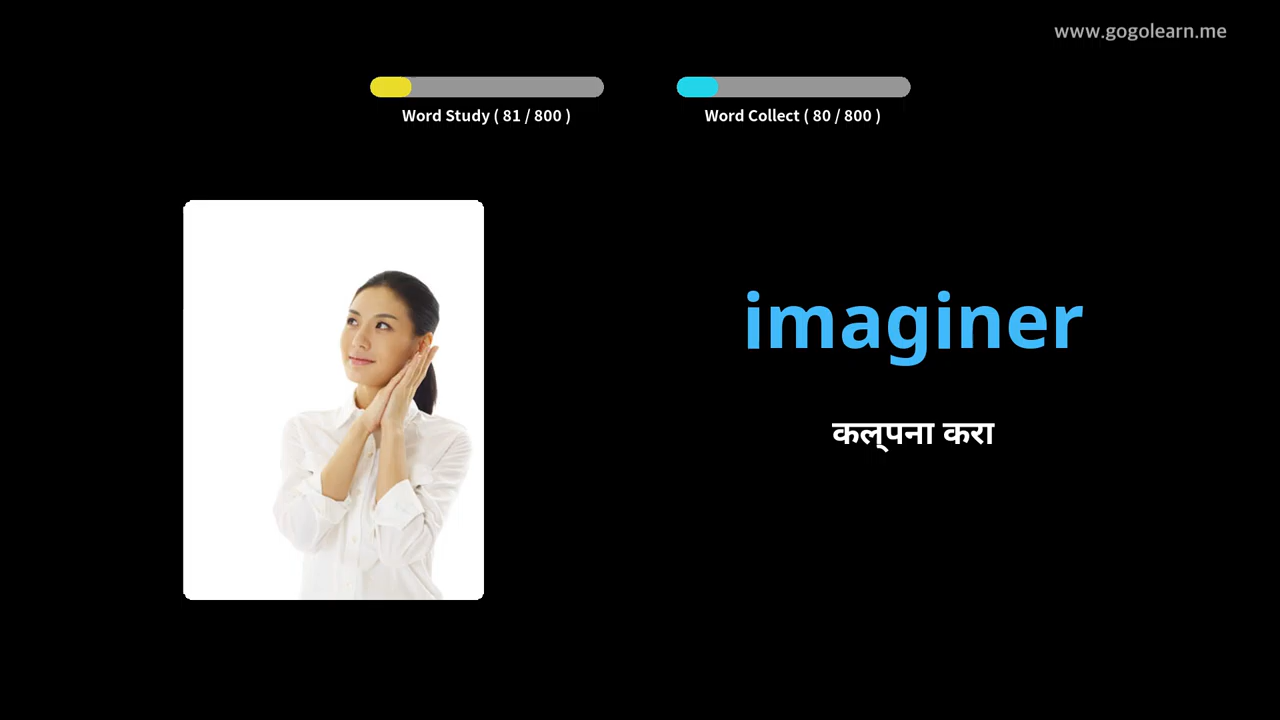 www.gogolearn.me
Word Study ( 81 / 800 )
Word Collect ( 80 / 800 )
imaginer
कल्पना करा